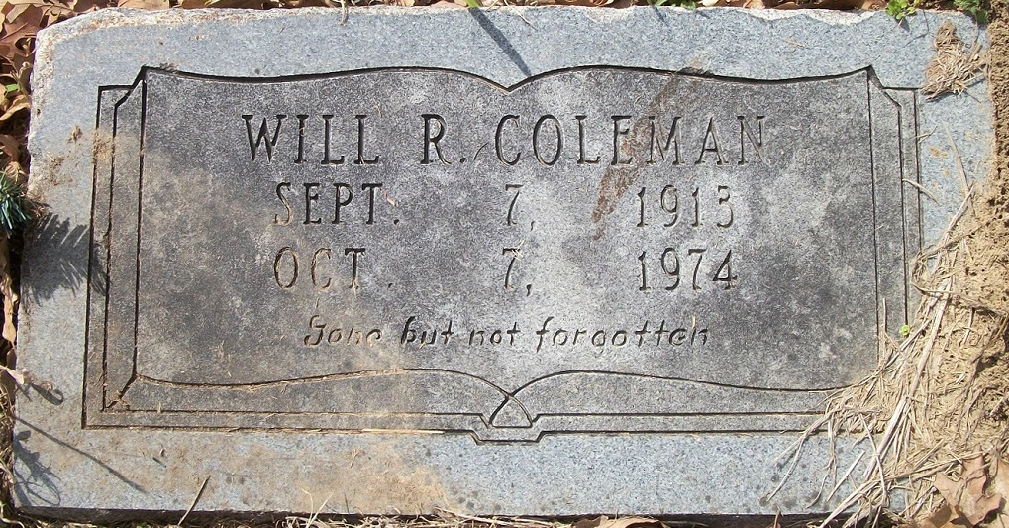 WILL R. COLEMAN
SEPT. 7, 1913
OCT. 7, 1974
Gone but not forgotten